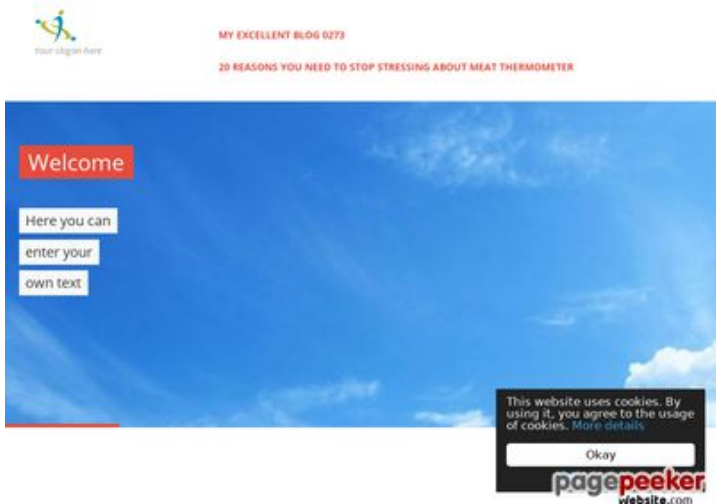 Your slogan here
MY EXCELLENT BLOG 0273
20 REASONS YOU NEED TO STOP STRESSING ABOUT MEAT THERMOMETER
Welcome
Here you can
enter your
own text
This website uses cookies. By
using it, you agree to the usage
of cookies. More details
Okay
pagepeeker
website.com